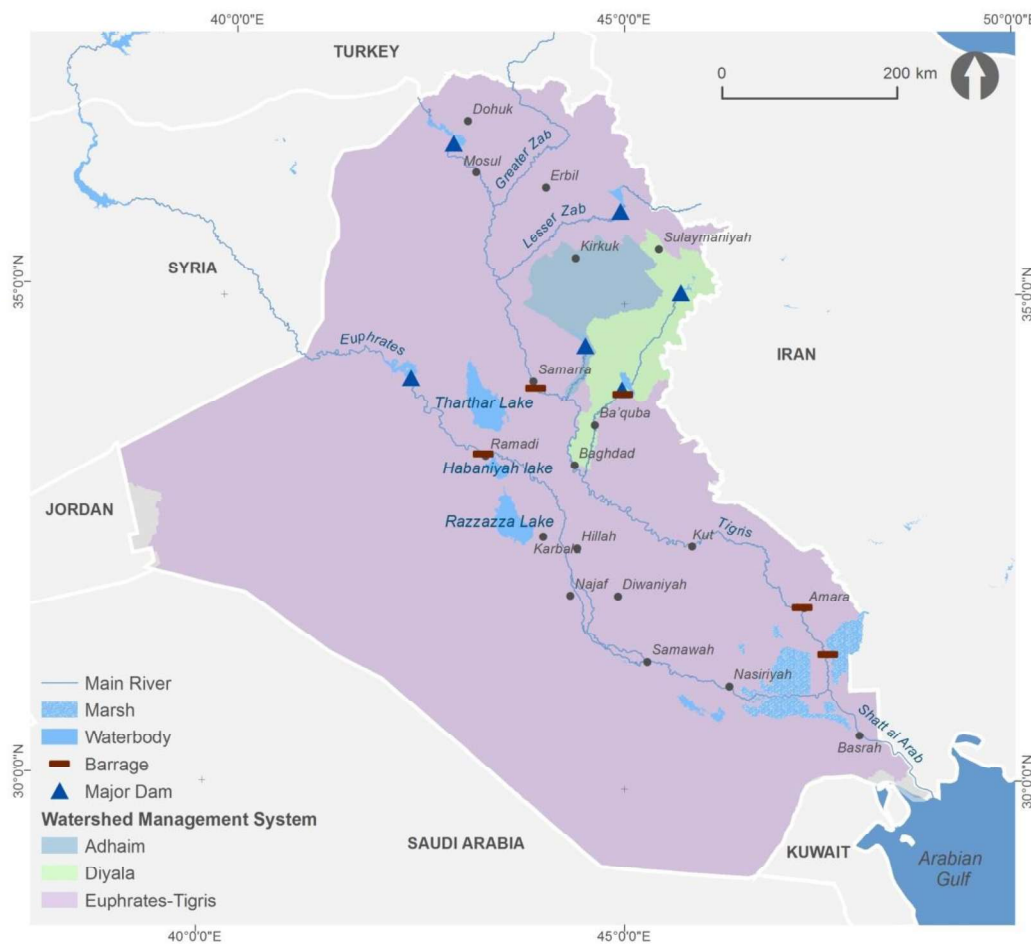 40°0'0"E
45°0'0"E
50°0'0"E
TURKEY
0
200 km
Dohuk
Mosul
Greater Zab
Erbil
Lesser Zab
Sulaymaniyah
Kirkuk
SYRIA
35°0'0"N
35°0'0"N
IRAN
Euphrates
Samarra
Tharthar Lake
Ba'quba
Ramadi
Baghdad
Habaniyah lake
JORDAN
Razzazza Lake
Tigris
Hillah
Kut
Karbala
Najaf
Diwaniyah
Amara
Samawah
Nasiriyah
Shatt al Arab
Basrah
30°0'0"N
30°0'0"N
Main River
Marsh
Waterbody
Barrage
Major Dam
Watershed Management System
Adhaim
Diyala
Euphrates-Tigris
SAUDI ARABIA
KUWAIT
Arabian
Gulf
40°0'0"E
45°0'0"E